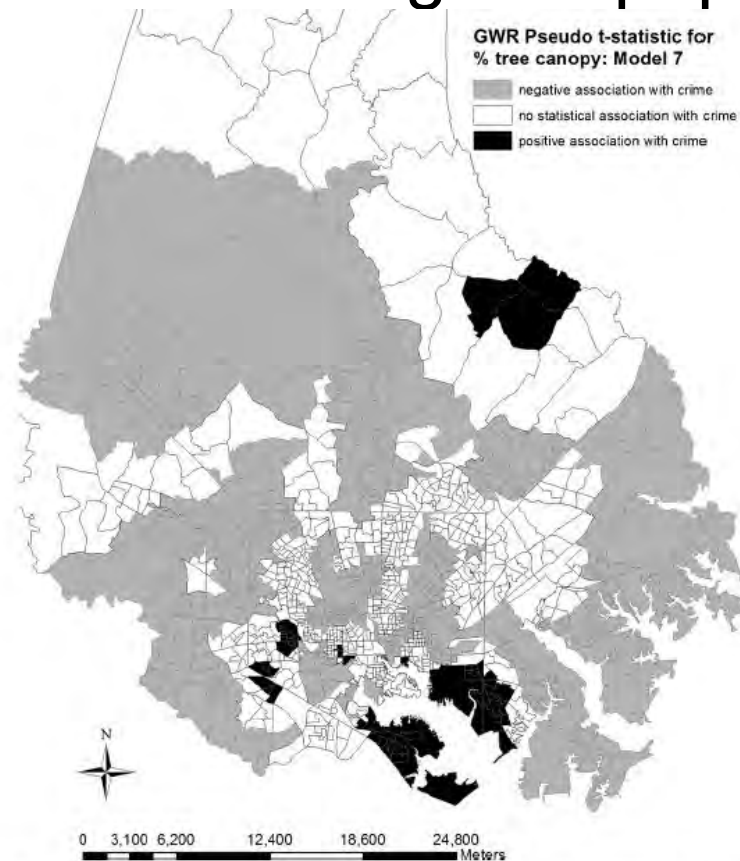 GWR Pseudo t-statistic for
% tree canopy: Model 7
negative association with crime
no statistical association with crime
positive association with crime
N
0 3,100 6,200 12,400 18,600 24,800
Meters